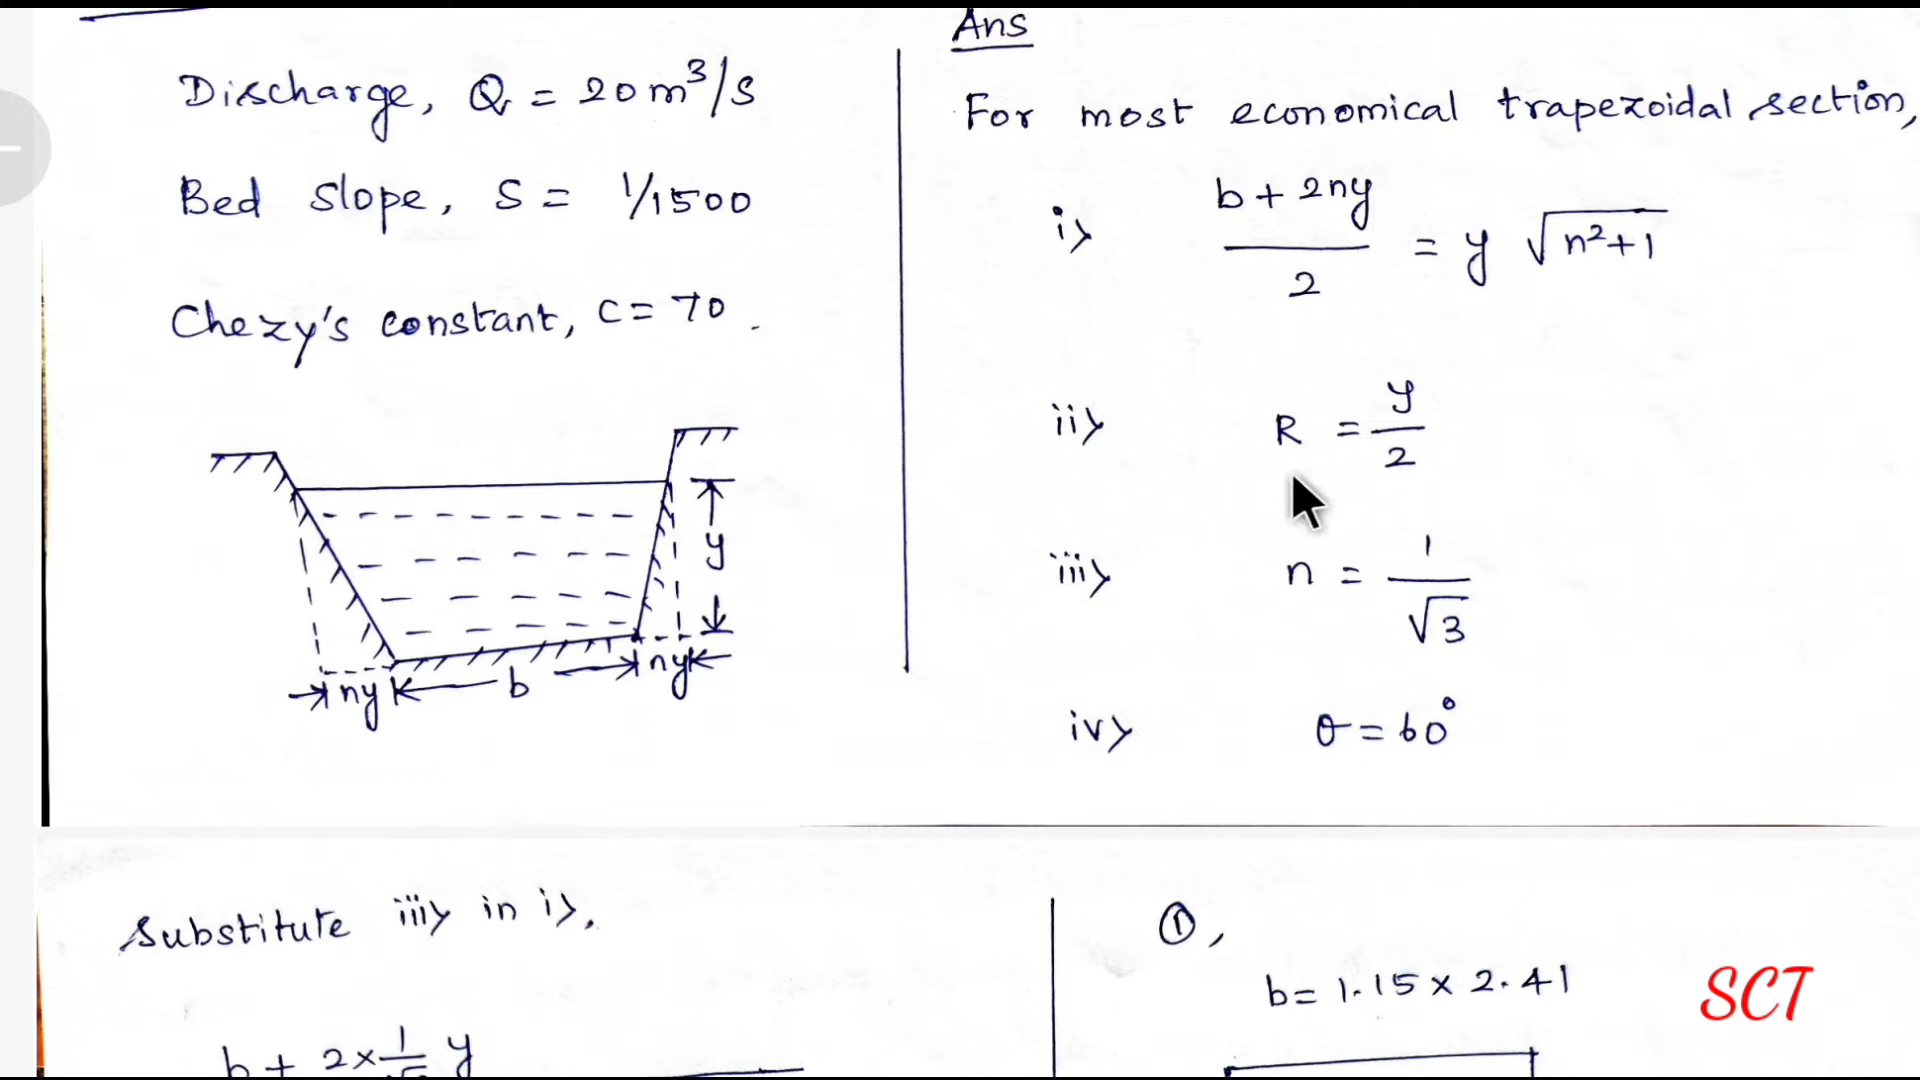 Discharge, Q = 20 m³/s
Bed slope, S = 1/1500
Chezy's constant, C = 70.
y
ny b ny
Ans
For most economical trapezoidal section,
i> (b + 2ny)/2 = y √(n²+1)
ii> R = y/2
iii> n = 1/√3
iv> θ = 60°
Substitute iii> in i>,
b + 2 × 1/ y
①,
b = 1.15 × 2.41
SCT